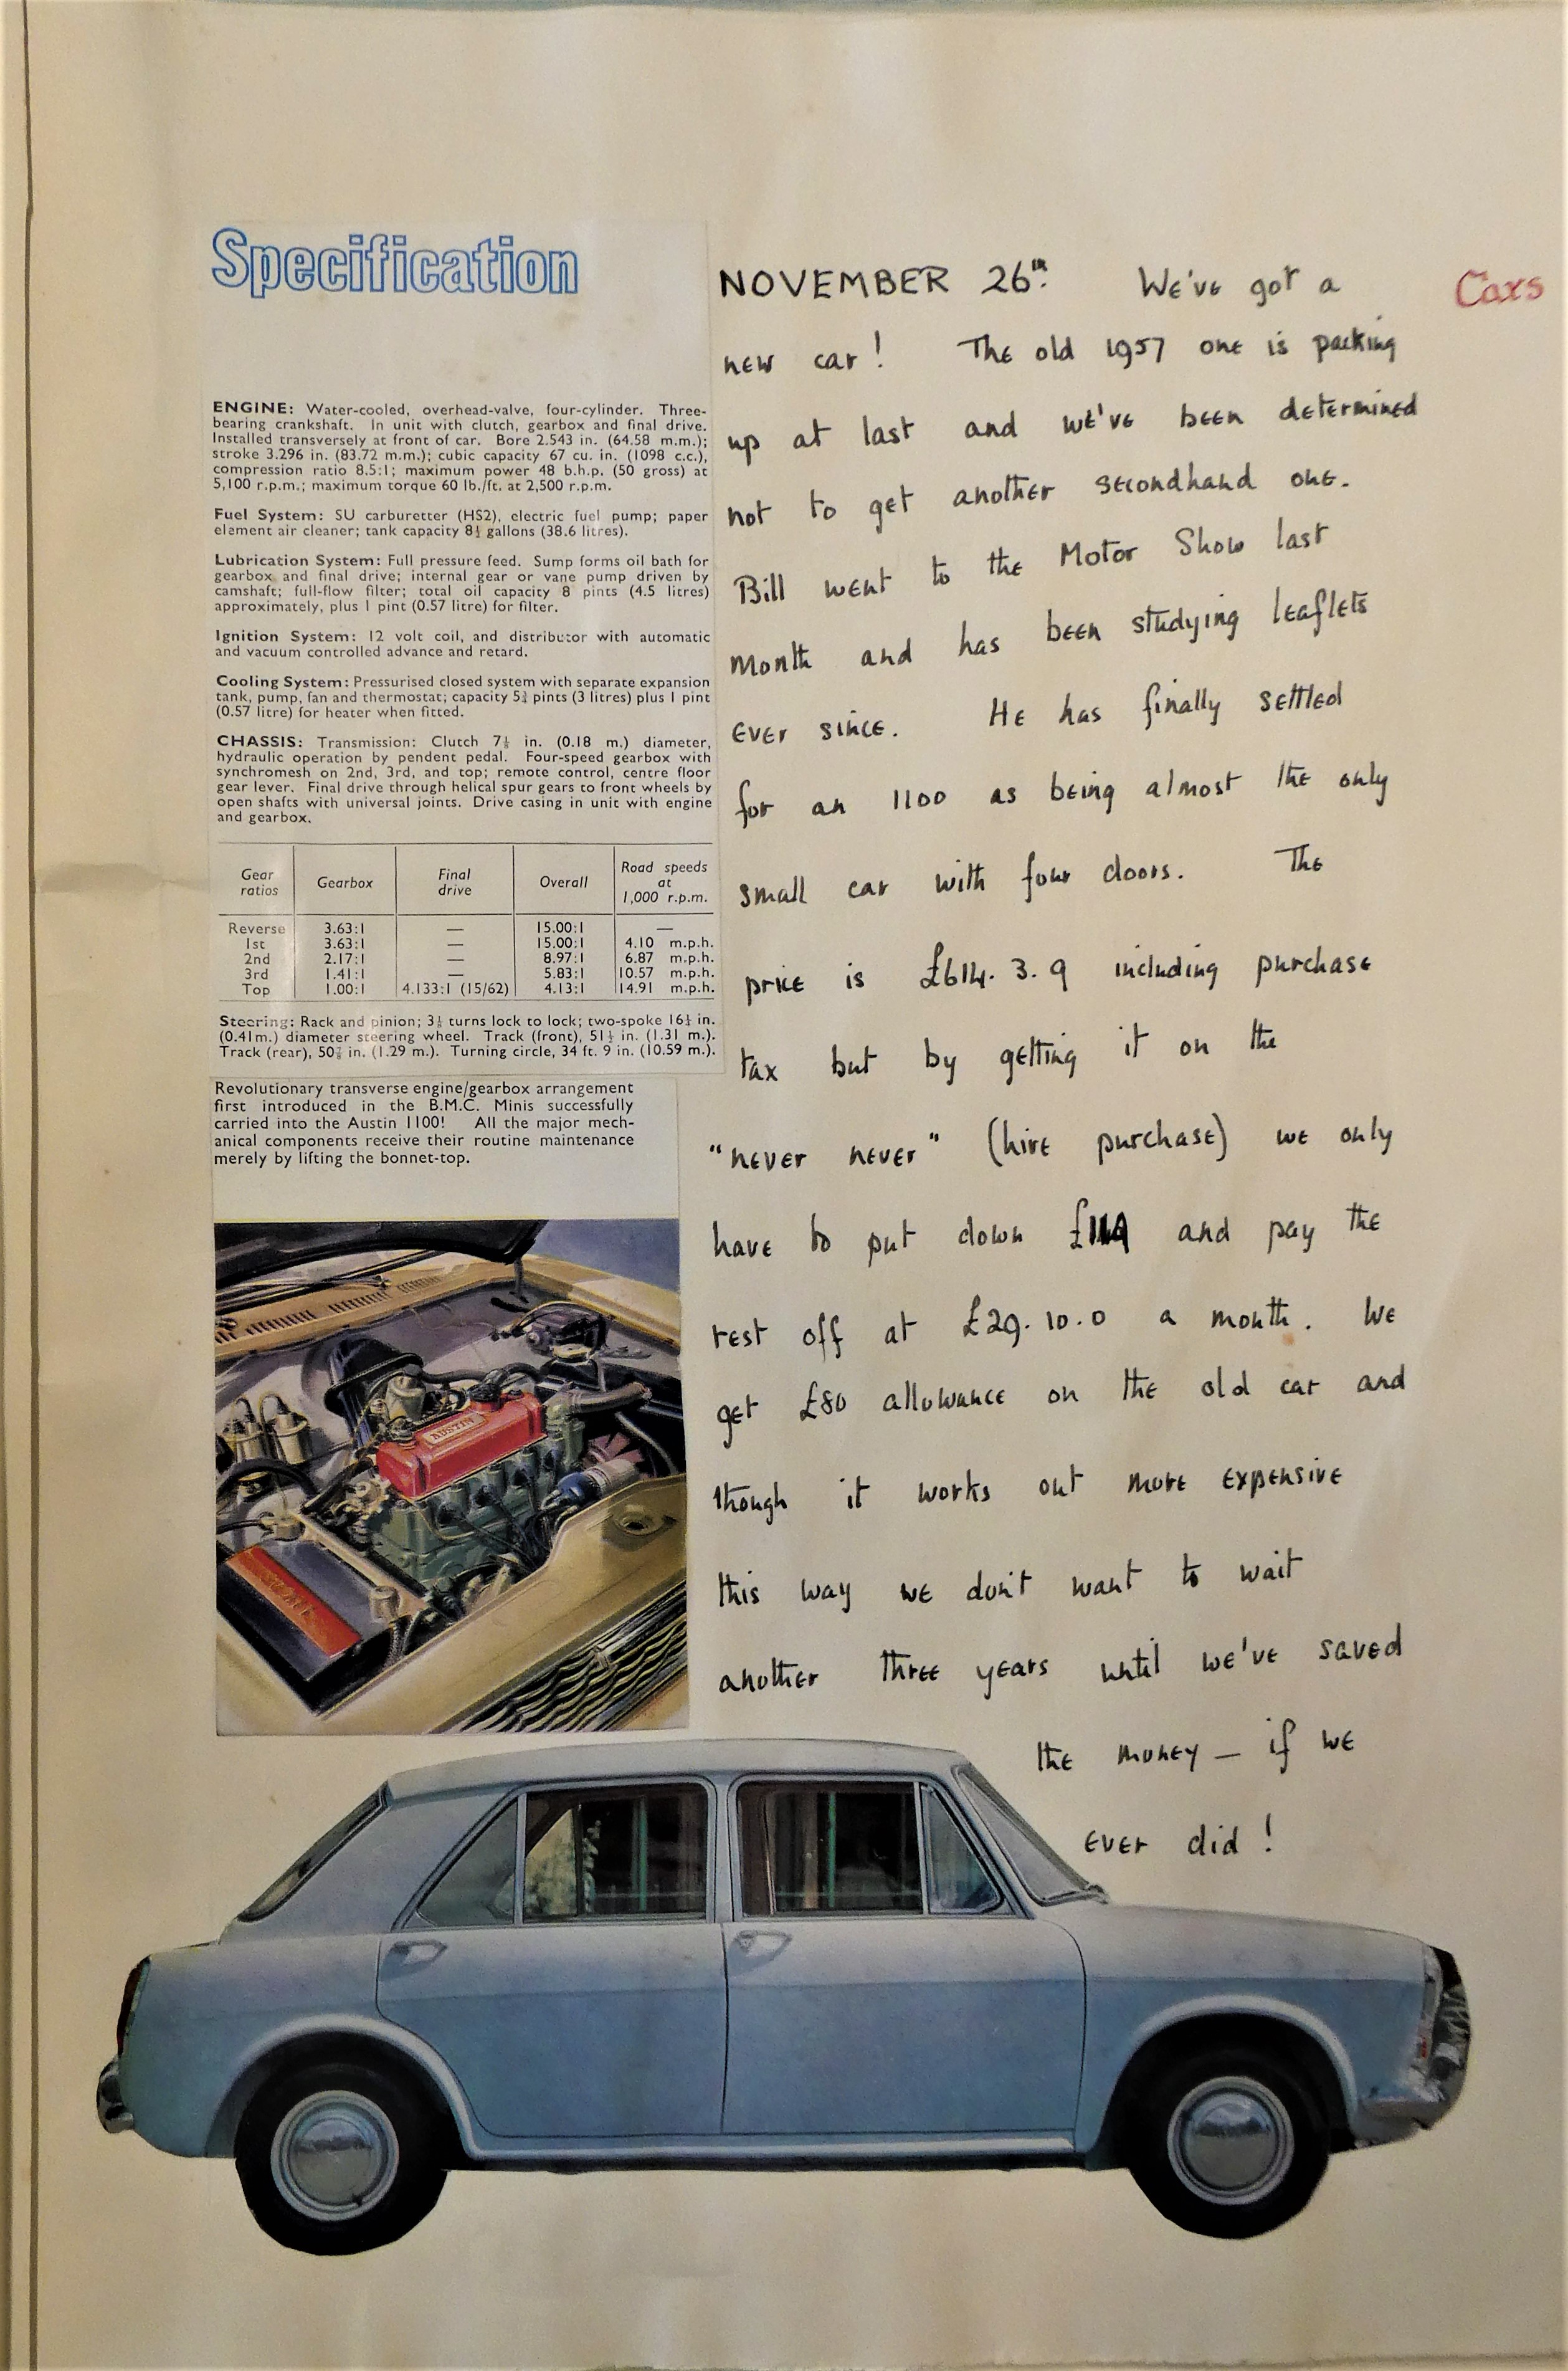 Specification
ENGINE: Water-cooled, overhead-valve, four-cylinder. Three-
bearing crankshaft. In unit with clutch, gearbox and final drive.
Installed transversely at front of car. Bore 2.543 in. (64.58 m.m.);
stroke 3.296 in. (83.72 m.m.); cubic capacity 67 cu. in. (1098 c.c.),
compression ratio 8.5:1; maximum power 48 b.h.p. (50 gross) at
5,100 r.p.m.; maximum torque 60 lb./ft. at 2,500 r.p.m.
Fuel System: SU carburetter (HS2), electric fuel pump; paper
element air cleaner; tank capacity 8½ gallons (38.6 litres).
Lubrication System: Full pressure feed. Sump forms oil bath for
gearbox and final drive; internal gear or vane pump driven by
camshaft; full-flow filter; total oil capacity 8 pints (4.5 litres)
approximately, plus 1 pint (0.57 litre) for filter.
Ignition System: 12 volt coil, and distributor with automatic
and vacuum controlled advance and retard.
Cooling System: Pressurised closed system with separate expansion
tank, pump, fan and thermostat; capacity pints (3 litres) plus 1 pint
(0.57 litre) for heater when fitted.
CHASSIS: Transmission: Clutch in. (0.18 m.) diameter,
hydraulic operation by pendent pedal. Four-speed gearbox with
synchromesh on 2nd, 3rd, and top; remote control, centre floor
gear lever. Final drive through helical spur gears to front wheels by
open shafts with universal joints. Drive casing in unit with engine
and gearbox.
Gear ratios Gearbox Final drive Overall Road speeds at 1,000 r.p.m.
Reverse 3.63:1 — 15.00:1 —
1st 3.63:1 — 15.00:1 4.10 m.p.h.
2nd 2.17:1 — 8.97:1 6.87 m.p.h.
3rd 1.41:1 — 5.83:1 10.57 m.p.h.
Top 1.00:1 4.133:1 (15/62) 4.13:1 14.91 m.p.h.
Steering: Rack and pinion; turns lock to lock; two-spoke in.
(0.41m.) diameter steering wheel. Track (front), 51½ in. (1.31 m.).
Track (rear), 50⅞ in. (1.29 m.). Turning circle, 34 ft. 9 in. (10.59 m.).
Revolutionary transverse engine/gearbox arrangement
first introduced in the B.M.C. Minis successfully
carried into the Austin 1100! All the major mech-
anical components receive their routine maintenance
merely by lifting the bonnet-top.
AUSTIN
NOVEMBER 26th. We've got a
new car! The old 1957 one is packing
up at last and we've been determined
not to get another secondhand one.
Bill went to the Motor Show last
month and has been studying leaflets
ever since. He has finally settled
for an 1100 as being almost the only
small car with four doors. The
price is £614. 3. 9 including purchase
tax but by getting it on the
"never never" (hire purchase) we only
have to put down and pay the
rest off at £29. 10. 0 a month. We
get £80 allowance on the old car and
though it works out more expensive
this way we don't want to wait
another three years until we've saved
the money — if we
ever did!
Cars